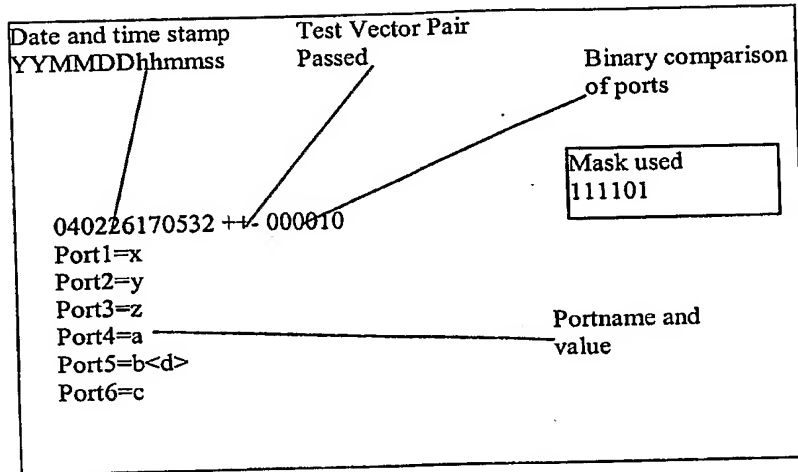 Date and time stamp
YYMMDDhhmmss
Test Vector Pair
Passed
Binary comparison
of ports
Mask used
111101
040226170532 ++- 000010
Port1=x
Port2=y
Port3=z
Port4=a
Port5=b<d>
Port6=c
Portname and
value